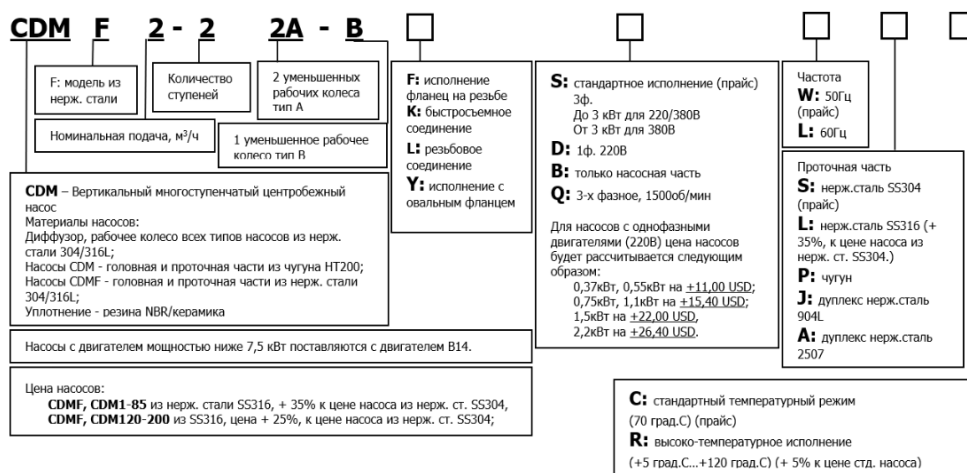 CDM F 2 - 2 2A - B
F: модель из
нерж. стали
Количество
ступеней
2 уменьшенных
рабочих колеса
тип А
Номинальная подача, м³/ч
1 уменьшенное рабочее
колесо тип В
CDM – Вертикальный многоступенчатый центробежный
насос
Материалы насосов:
Диффузор, рабочее колесо всех типов насосов из нерж.
стали 304/316L;
Насосы CDM - головная и проточная части из чугуна HT200;
Насосы CDMF - головная и проточная части из нерж. стали
304/316L;
Уплотнение - резина NBR/керамика
F: исполнение
фланец на резьбе
K: быстросъемное
соединение
L: резьбовое
соединение
Y: исполнение с
овальным фланцем
S: стандартное исполнение (прайс)
3ф.
До 3 кВт для 220/380В
От 3 кВт для 380В
D: 1ф. 220В
B: только насосная часть
Q: 3-х фазное, 1500об/мин
Для насосов с однофазными
двигателями (220В) цена насосов
будет рассчитывается следующим
образом:
0,37кВт, 0,55кВт на +11,00 USD;
0,75кВт, 1,1кВт на +15,40 USD;
1,5кВт на +22,00 USD,
2,2кВт на +26,40 USD.
Частота
W: 50Гц
(прайс)
L: 60Гц
Проточная часть
S: нерж.сталь SS304
(прайс)
L: нерж.сталь SS316 (+
35%, к цене насоса из
нерж. ст. SS304.)
P: чугун
J: дуплекс нерж.сталь
904L
A: дуплекс нерж.сталь
2507
Насосы с двигателем мощностью ниже 7,5 кВт поставляются с двигателем В14.
Цена насосов:
CDMF, CDM1-85 из нерж. стали SS316, + 35% к цене насоса из нерж. ст. SS304,
CDMF, CDM120-200 из SS316, цена + 25%, к цене насоса из нерж. ст. SS304;
C: стандартный температурный режим
(70 град.С) (прайс)
R: высоко-температурное исполнение
(+5 град.С...+120 град.С) (+ 5% к цене стд. насоса)